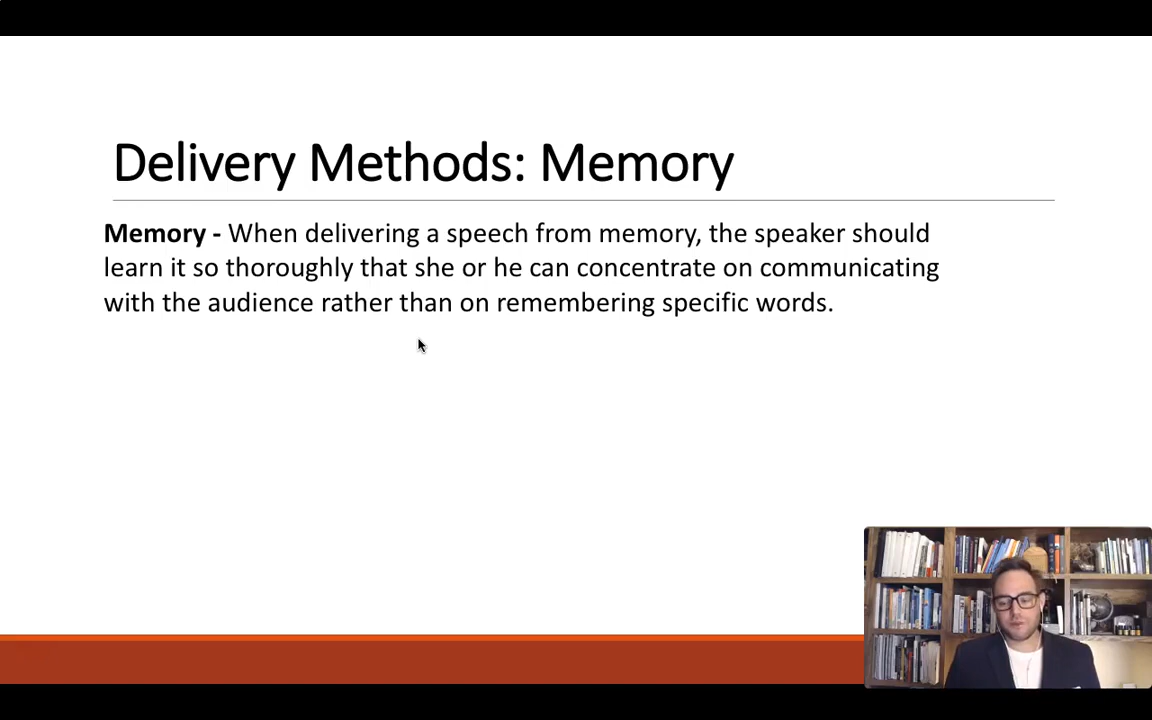 Delivery Methods: Memory
Memory - When delivering a speech from memory, the speaker should
learn it so thoroughly that she or he can concentrate on communicating
with the audience rather than on remembering specific words.